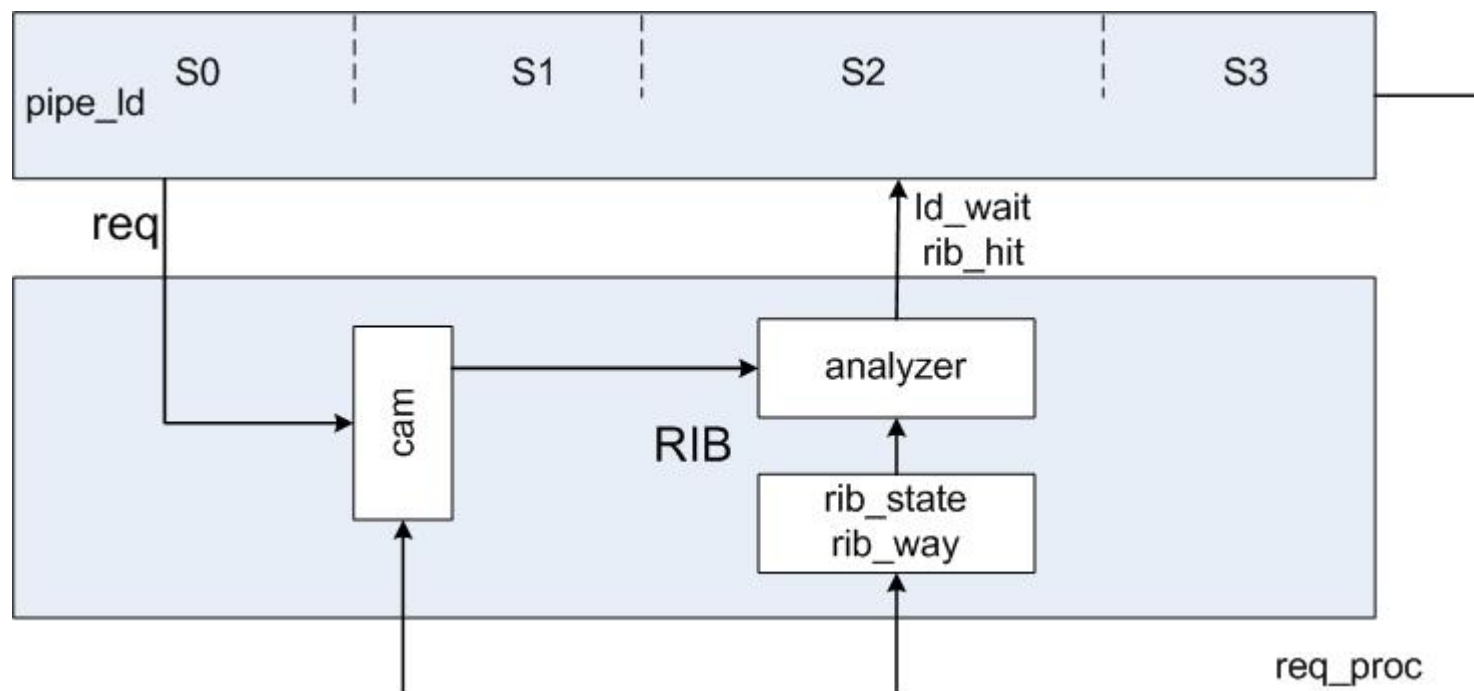 S0
S1
S2
S3
pipe_ld
req
ld_wait
rib_hit
cam
analyzer
RIB
rib_state
rib_way
req_proc